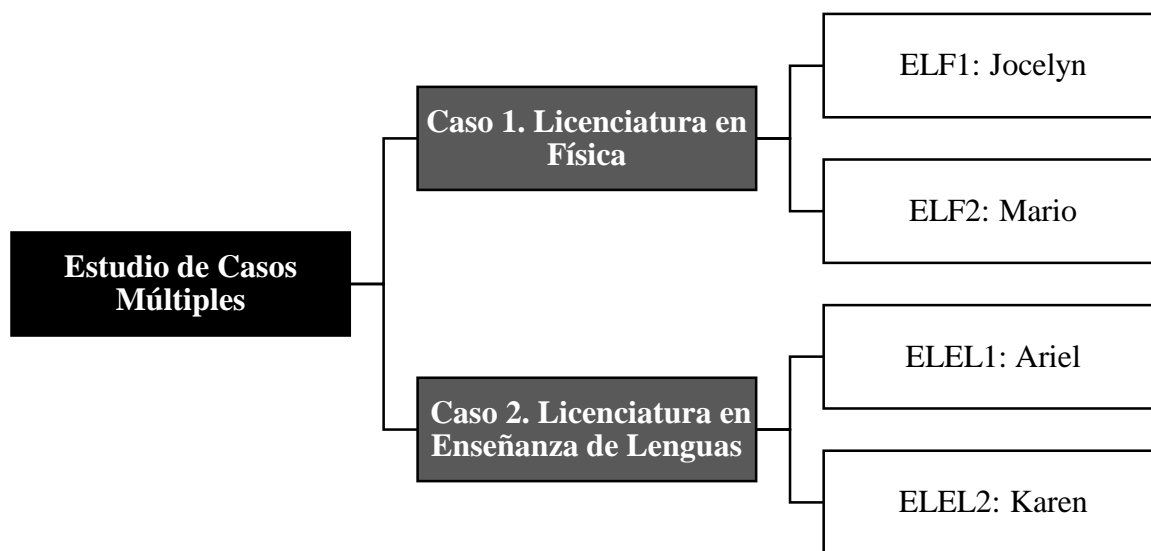 Estudio de Casos
Múltiples
Caso 1. Licenciatura en
Física
ELF1: Jocelyn
ELF2: Mario
Caso 2. Licenciatura en
Enseñanza de Lenguas
ELEL1: Ariel
ELEL2: Karen